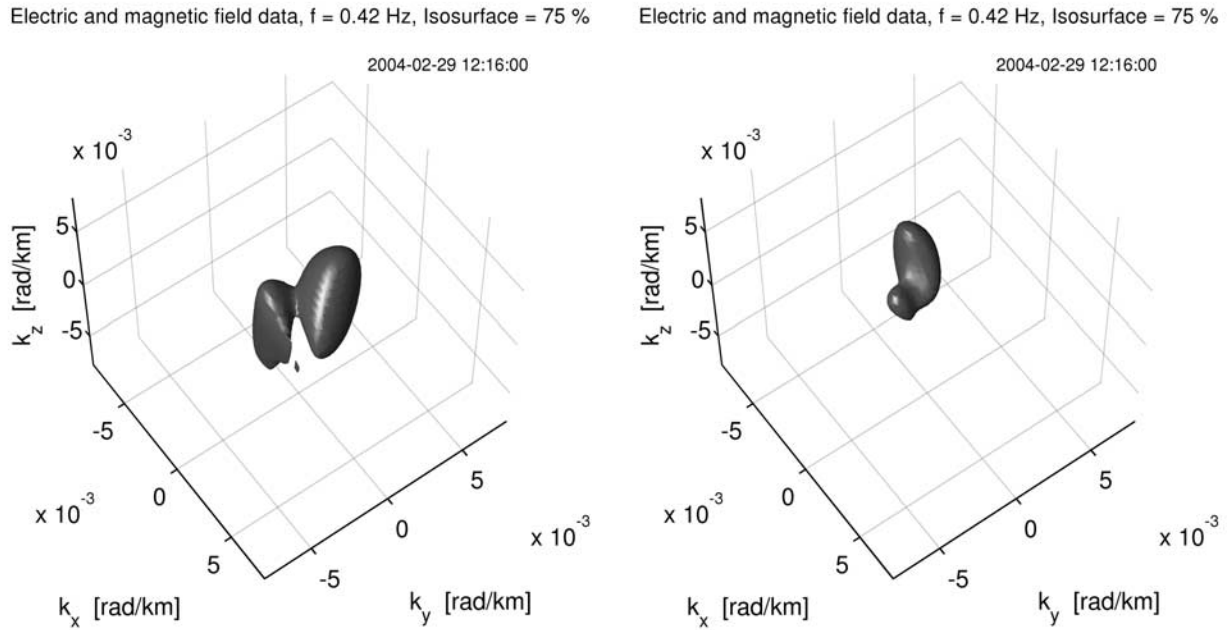 Electric and magnetic field data, f = 0.42 Hz, Isosurface = 75 %
2004-02-29 12:16:00
x 10^-3
5
0
-5
k_z [rad/km]
-5
0
5
x 10^-3
k_x [rad/km]
-5
0
5
x 10^-3
k_y [rad/km]
Electric and magnetic field data, f = 0.42 Hz, Isosurface = 75 %
2004-02-29 12:16:00
x 10^-3
5
0
-5
k_z [rad/km]
-5
0
5
x 10^-3
k_x [rad/km]
-5
0
5
x 10^-3
k_y [rad/km]